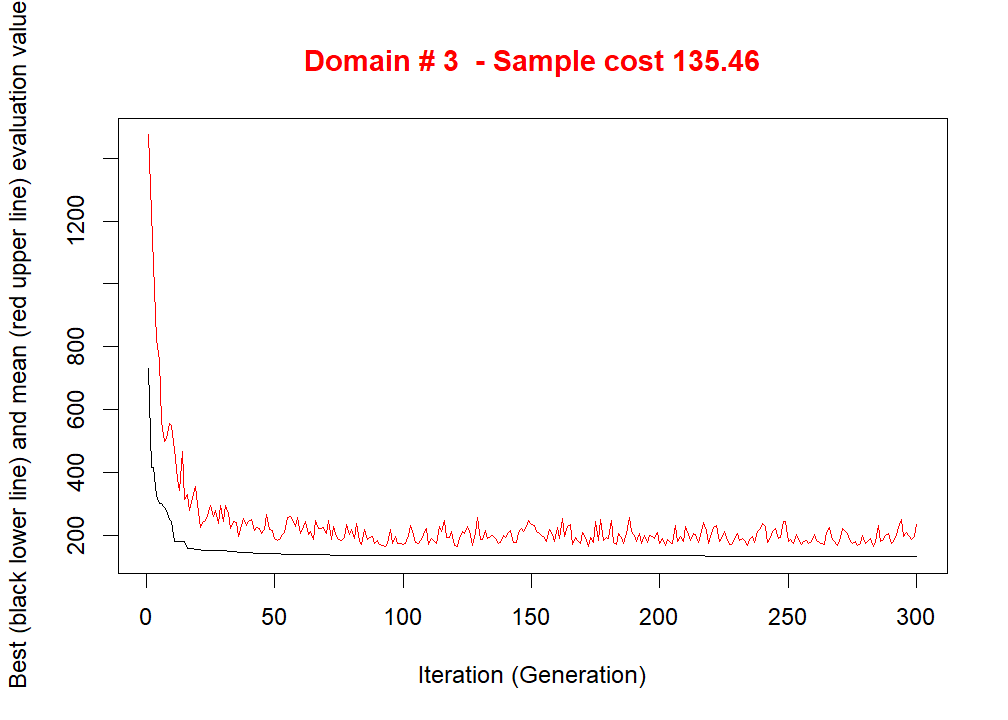 Domain # 3  - Sample cost 135.46
Best (black lower line) and mean (red upper line) evaluation value
1200
800
600
400
200
0 50 100 150 200 250 300
Iteration (Generation)